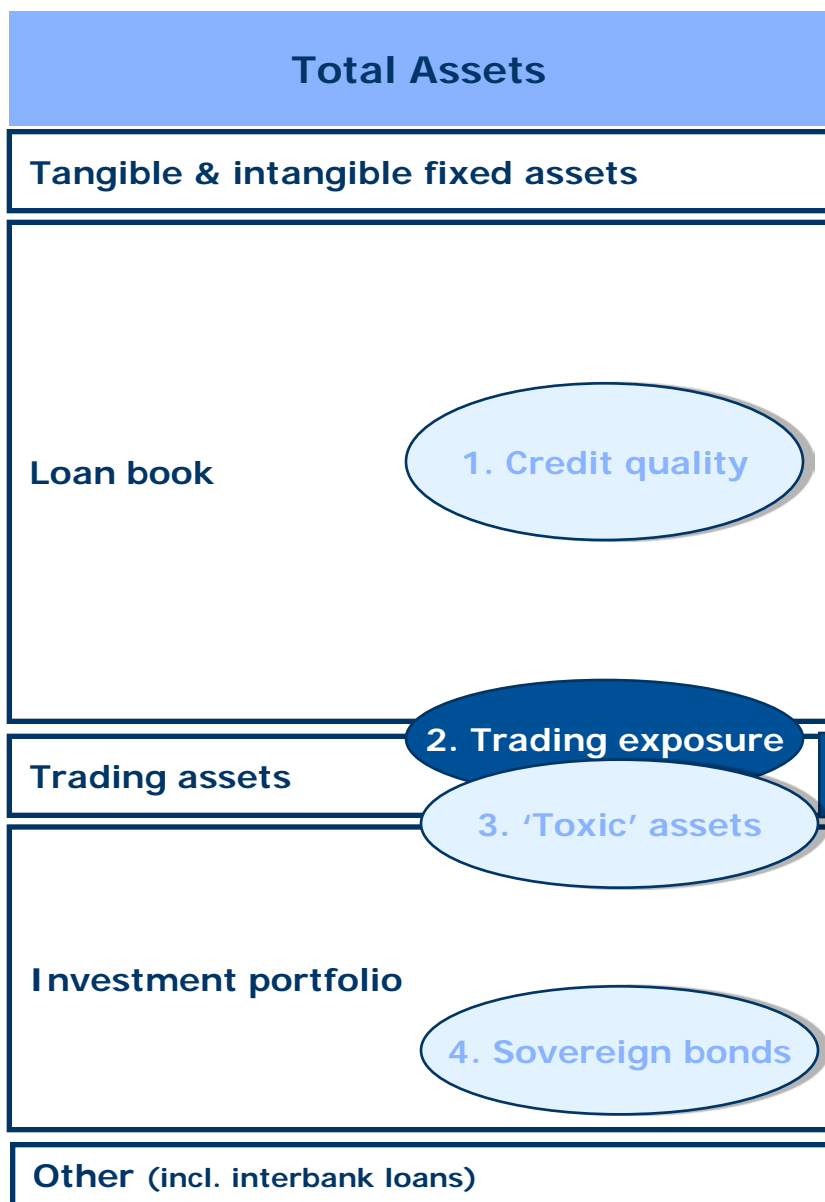 Total Assets
Tangible & intangible fixed assets
Loan book
1. Credit quality
2. Trading exposure
Trading assets
3. ‘Toxic’ assets
Investment portfolio
4. Sovereign bonds
Other (incl. interbank loans)